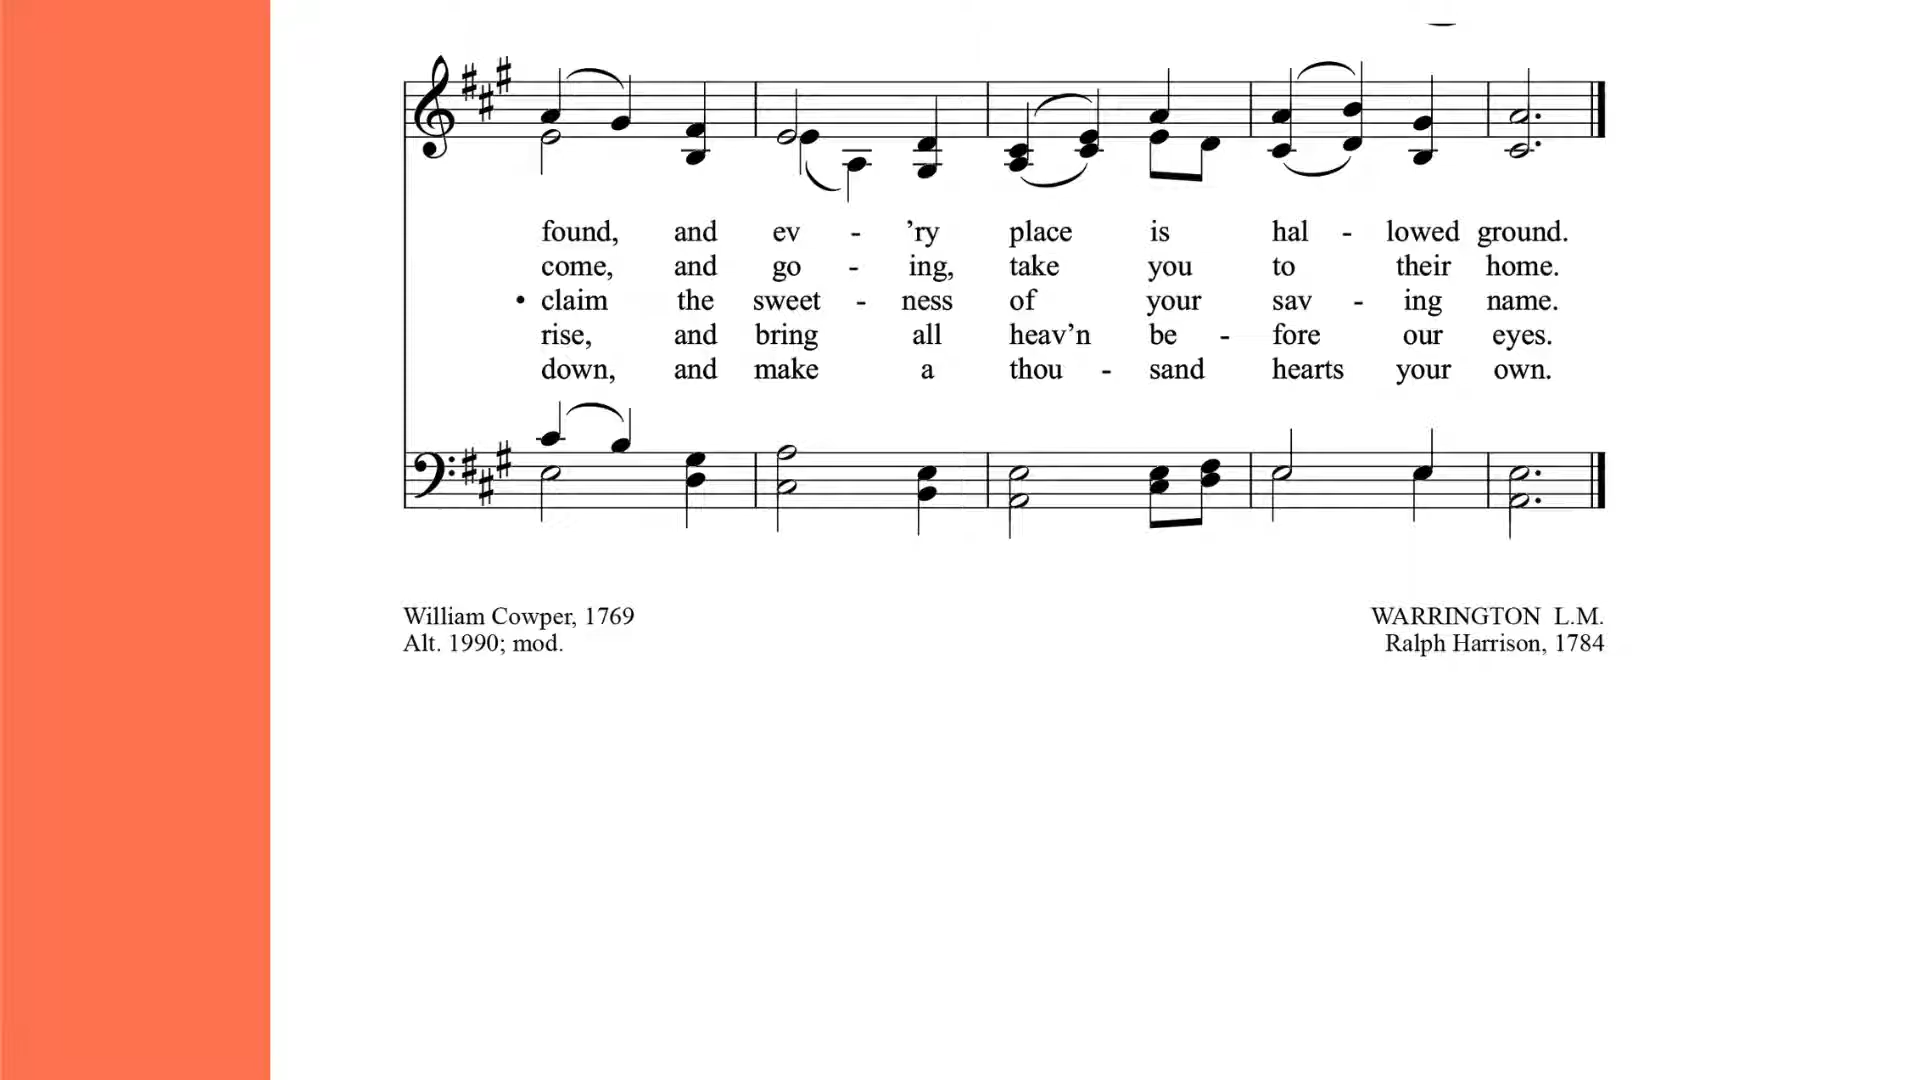 found, and ev - ’ry place is hal - lowed ground.
come, and go - ing, take you to their home.
• claim the sweet - ness of your sav - ing name.
rise, and bring all heav’n be - fore our eyes.
down, and make a thou - sand hearts your own.
William Cowper, 1769
Alt. 1990; mod.
WARRINGTON L.M.
Ralph Harrison, 1784